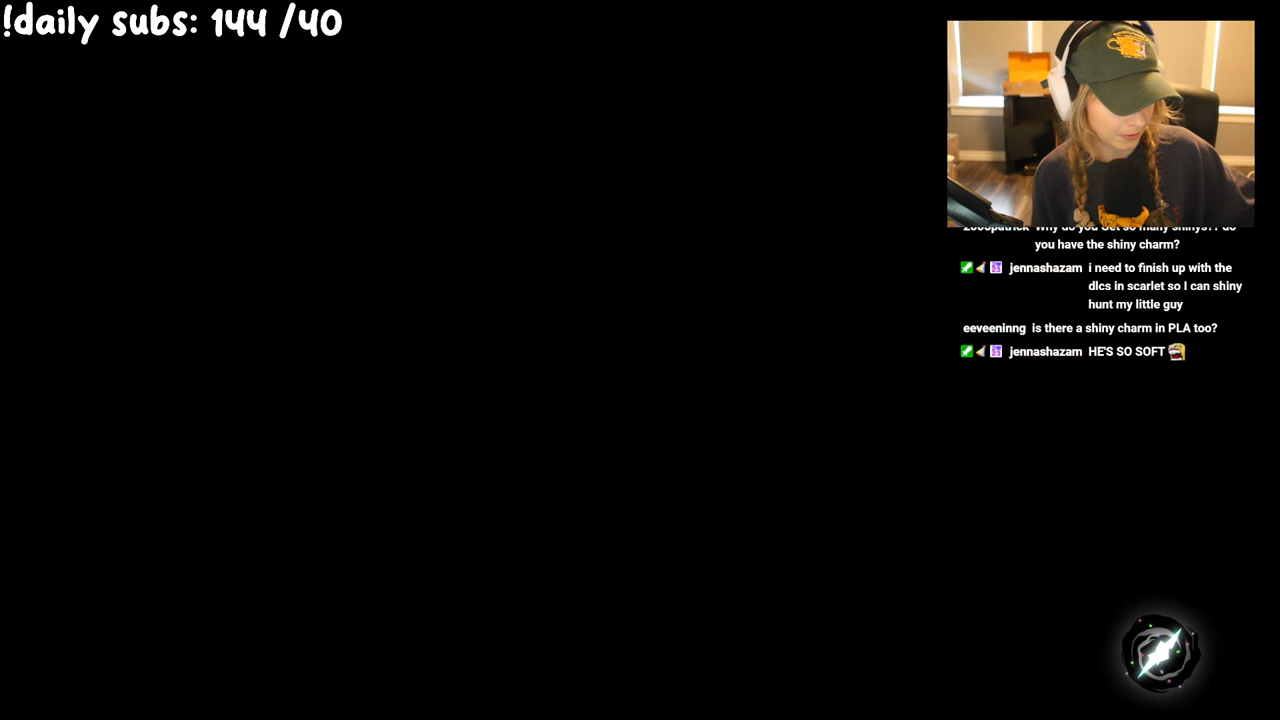 !daily subs: 144 /40
you have the shiny charm?
jennashazam i need to finish up with the
dlcs in scarlet so I can shiny
hunt my little guy
eeveeninng is there a shiny charm in PLA too?
jennashazam HE'S SO SOFT